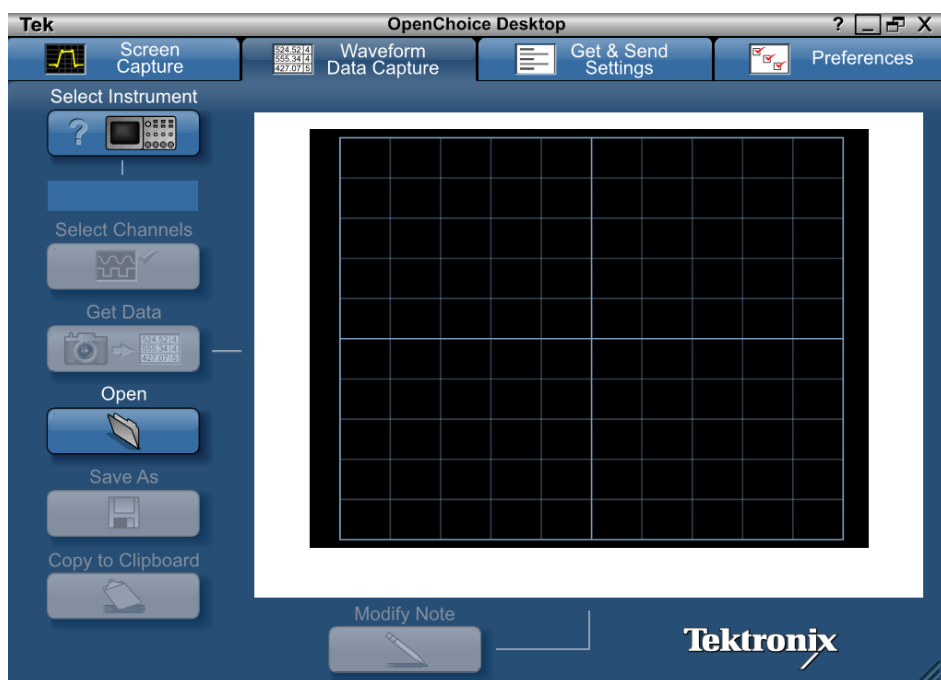 Tek
OpenChoice Desktop
?
X
Screen
Capture
524.52 4
555.34 4
427.07 5
Waveform
Data Capture
Get & Send
Settings
Preferences
Select Instrument
?
Select Channels
Get Data
524.52 4
555.34 4
427.07 5
Open
Save As
Copy to Clipboard
Modify Note
Tektronix